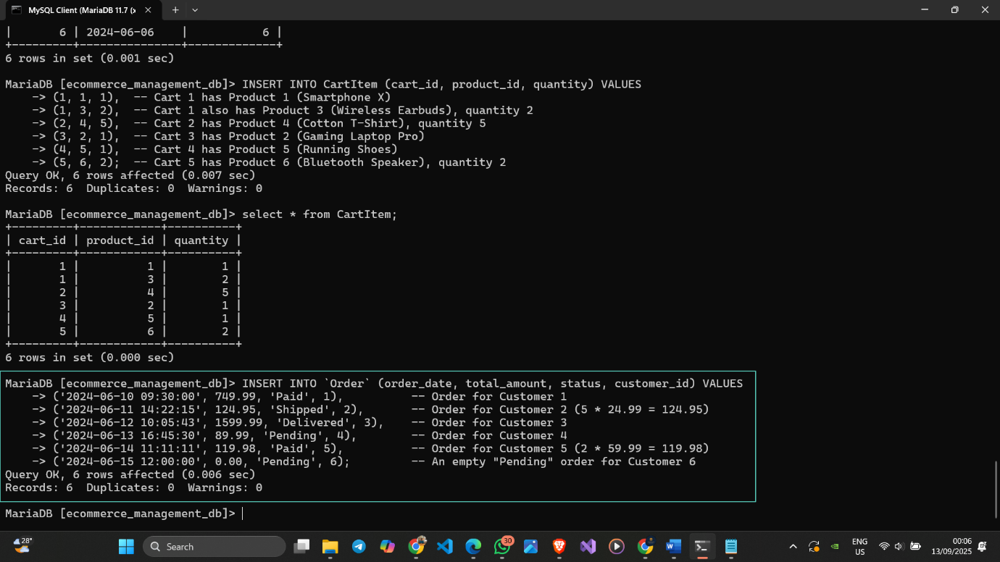 MySQL Client (MariaDB 11.7 (x
|       6 | 2024-06-06    |           6 |
+---------+---------------+-------------+
6 rows in set (0.001 sec)
MariaDB [ecommerce_management_db]> INSERT INTO CartItem (cart_id, product_id, quantity) VALUES
    -> (1, 1, 1),  -- Cart 1 has Product 1 (Smartphone X)
    -> (1, 3, 2),  -- Cart 1 also has Product 3 (Wireless Earbuds), quantity 2
    -> (2, 4, 5),  -- Cart 2 has Product 4 (Cotton T-Shirt), quantity 5
    -> (3, 2, 1),  -- Cart 3 has Product 2 (Gaming Laptop Pro)
    -> (4, 5, 1),  -- Cart 4 has Product 5 (Running Shoes)
    -> (5, 6, 2);  -- Cart 5 has Product 6 (Bluetooth Speaker), quantity 2
Query OK, 6 rows affected (0.007 sec)
Records: 6  Duplicates: 0  Warnings: 0
MariaDB [ecommerce_management_db]> select * from CartItem;
+---------+------------+----------+
| cart_id | product_id | quantity |
+---------+------------+----------+
|       1 |          1 |        1 |
|       1 |          3 |        2 |
|       2 |          4 |        5 |
|       3 |          2 |        1 |
|       4 |          5 |        1 |
|       5 |          6 |        2 |
+---------+------------+----------+
6 rows in set (0.000 sec)
MariaDB [ecommerce_management_db]> INSERT INTO `Order` (order_date, total_amount, status, customer_id) VALUES
    -> ('2024-06-10 09:30:00', 749.99, 'Paid', 1),          -- Order for Customer 1
    -> ('2024-06-11 14:22:15', 124.95, 'Shipped', 2),       -- Order for Customer 2 (5 * 24.99 = 124.95)
    -> ('2024-06-12 10:05:43', 1599.99, 'Delivered', 3),    -- Order for Customer 3
    -> ('2024-06-13 16:45:30', 89.99, 'Pending', 4),        -- Order for Customer 4
    -> ('2024-06-14 11:11:11', 119.98, 'Paid', 5),          -- Order for Customer 5 (2 * 59.99 = 119.98)
    -> ('2024-06-15 12:00:00', 0.00, 'Pending', 6);         -- An empty "Pending" order for Customer 6
Query OK, 6 rows affected (0.006 sec)
Records: 6  Duplicates: 0  Warnings: 0
MariaDB [ecommerce_management_db]>
28°
Search
30
ENG
US
00:06
13/09/2025